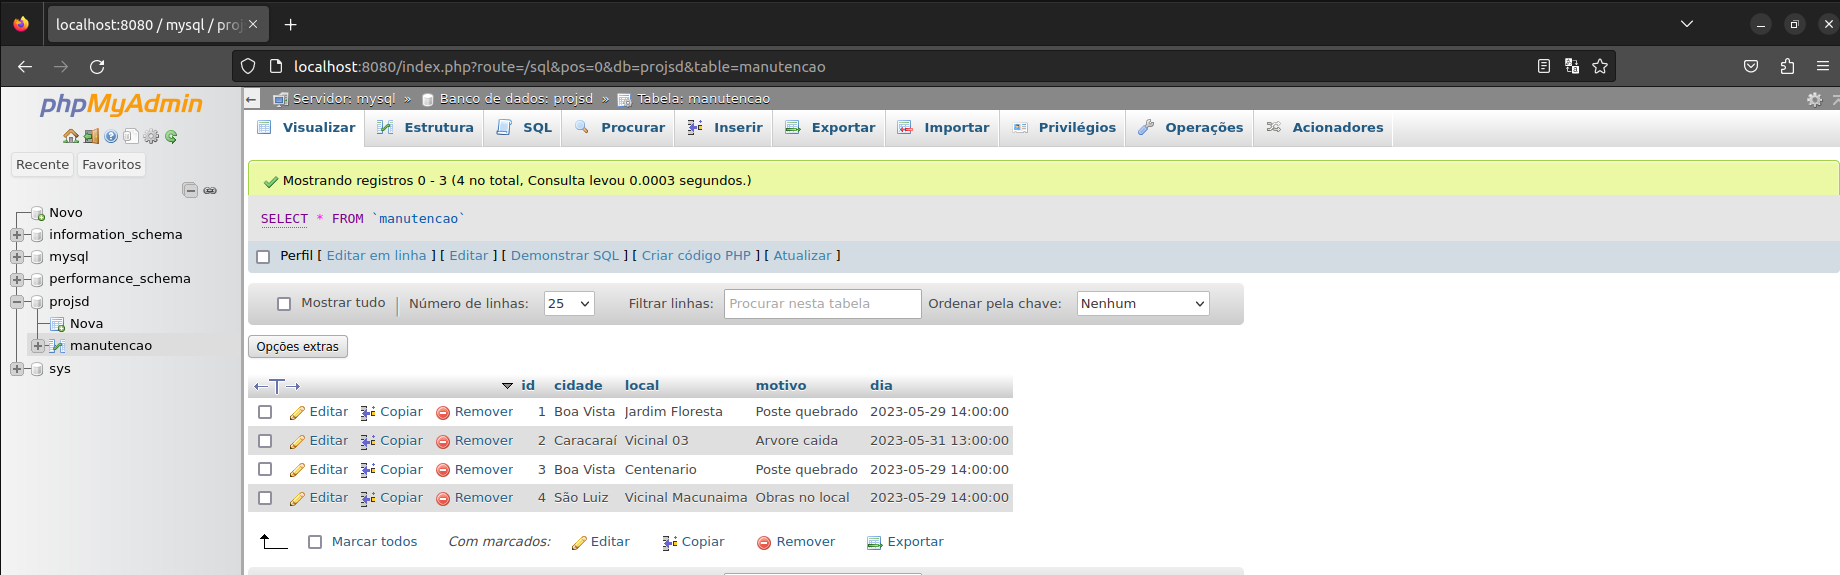 localhost:8080 / mysql / proj
localhost:8080/index.php?route=/sql&pos=0&db=projsd&table=manutencao
phpMyAdmin
Recente Favoritos
Novo
information_schema
mysql
performance_schema
projsd
Nova
manutencao
sys
Servidor: mysql » Banco de dados: projsd » Tabela: manutencao
Visualizar Estrutura SQL Procurar Inserir Exportar Importar Privilégios Operações Acionadores
Mostrando registros 0 - 3 (4 no total, Consulta levou 0.0003 segundos.)
SELECT * FROM `manutencao`
Perfil [ Editar em linha ] [ Editar ] [ Demonstrar SQL ] [ Criar código PHP ] [ Atualizar ]
Mostrar tudo | Número de linhas: 25 Filtrar linhas: Procurar nesta tabela Ordenar pela chave: Nenhum
Opções extras
id cidade local motivo dia
Editar Copiar Remover 1 Boa Vista Jardim Floresta Poste quebrado 2023-05-29 14:00:00
Editar Copiar Remover 2 Caracaraí Vicinal 03 Arvore caida 2023-05-31 13:00:00
Editar Copiar Remover 3 Boa Vista Centenario Poste quebrado 2023-05-29 14:00:00
Editar Copiar Remover 4 São Luiz Vicinal Macunaima Obras no local 2023-05-29 14:00:00
Marcar todos Com marcados: Editar Copiar Remover Exportar